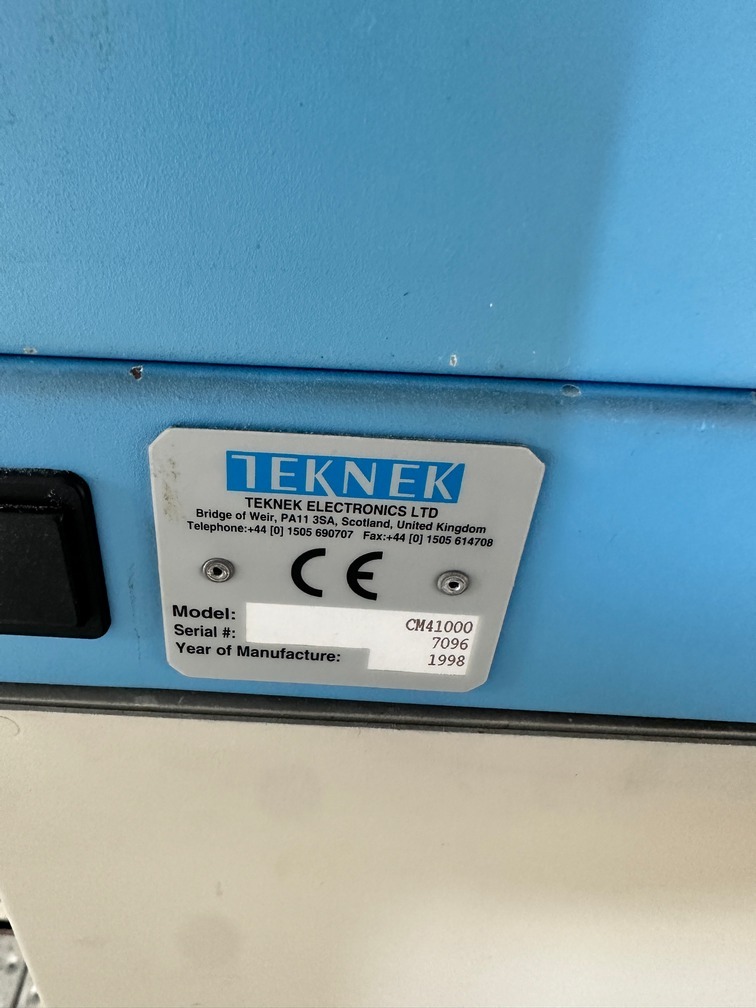 TEKNEK
TEKNEK ELECTRONICS LTD
Bridge of Weir, PA11 3SA, Scotland, United Kingdom
Telephone:+44 [0] 1505 690707 Fax:+44 [0] 1505 614708
CE
Model: CM41000
Serial #: 7096
Year of Manufacture: 1998